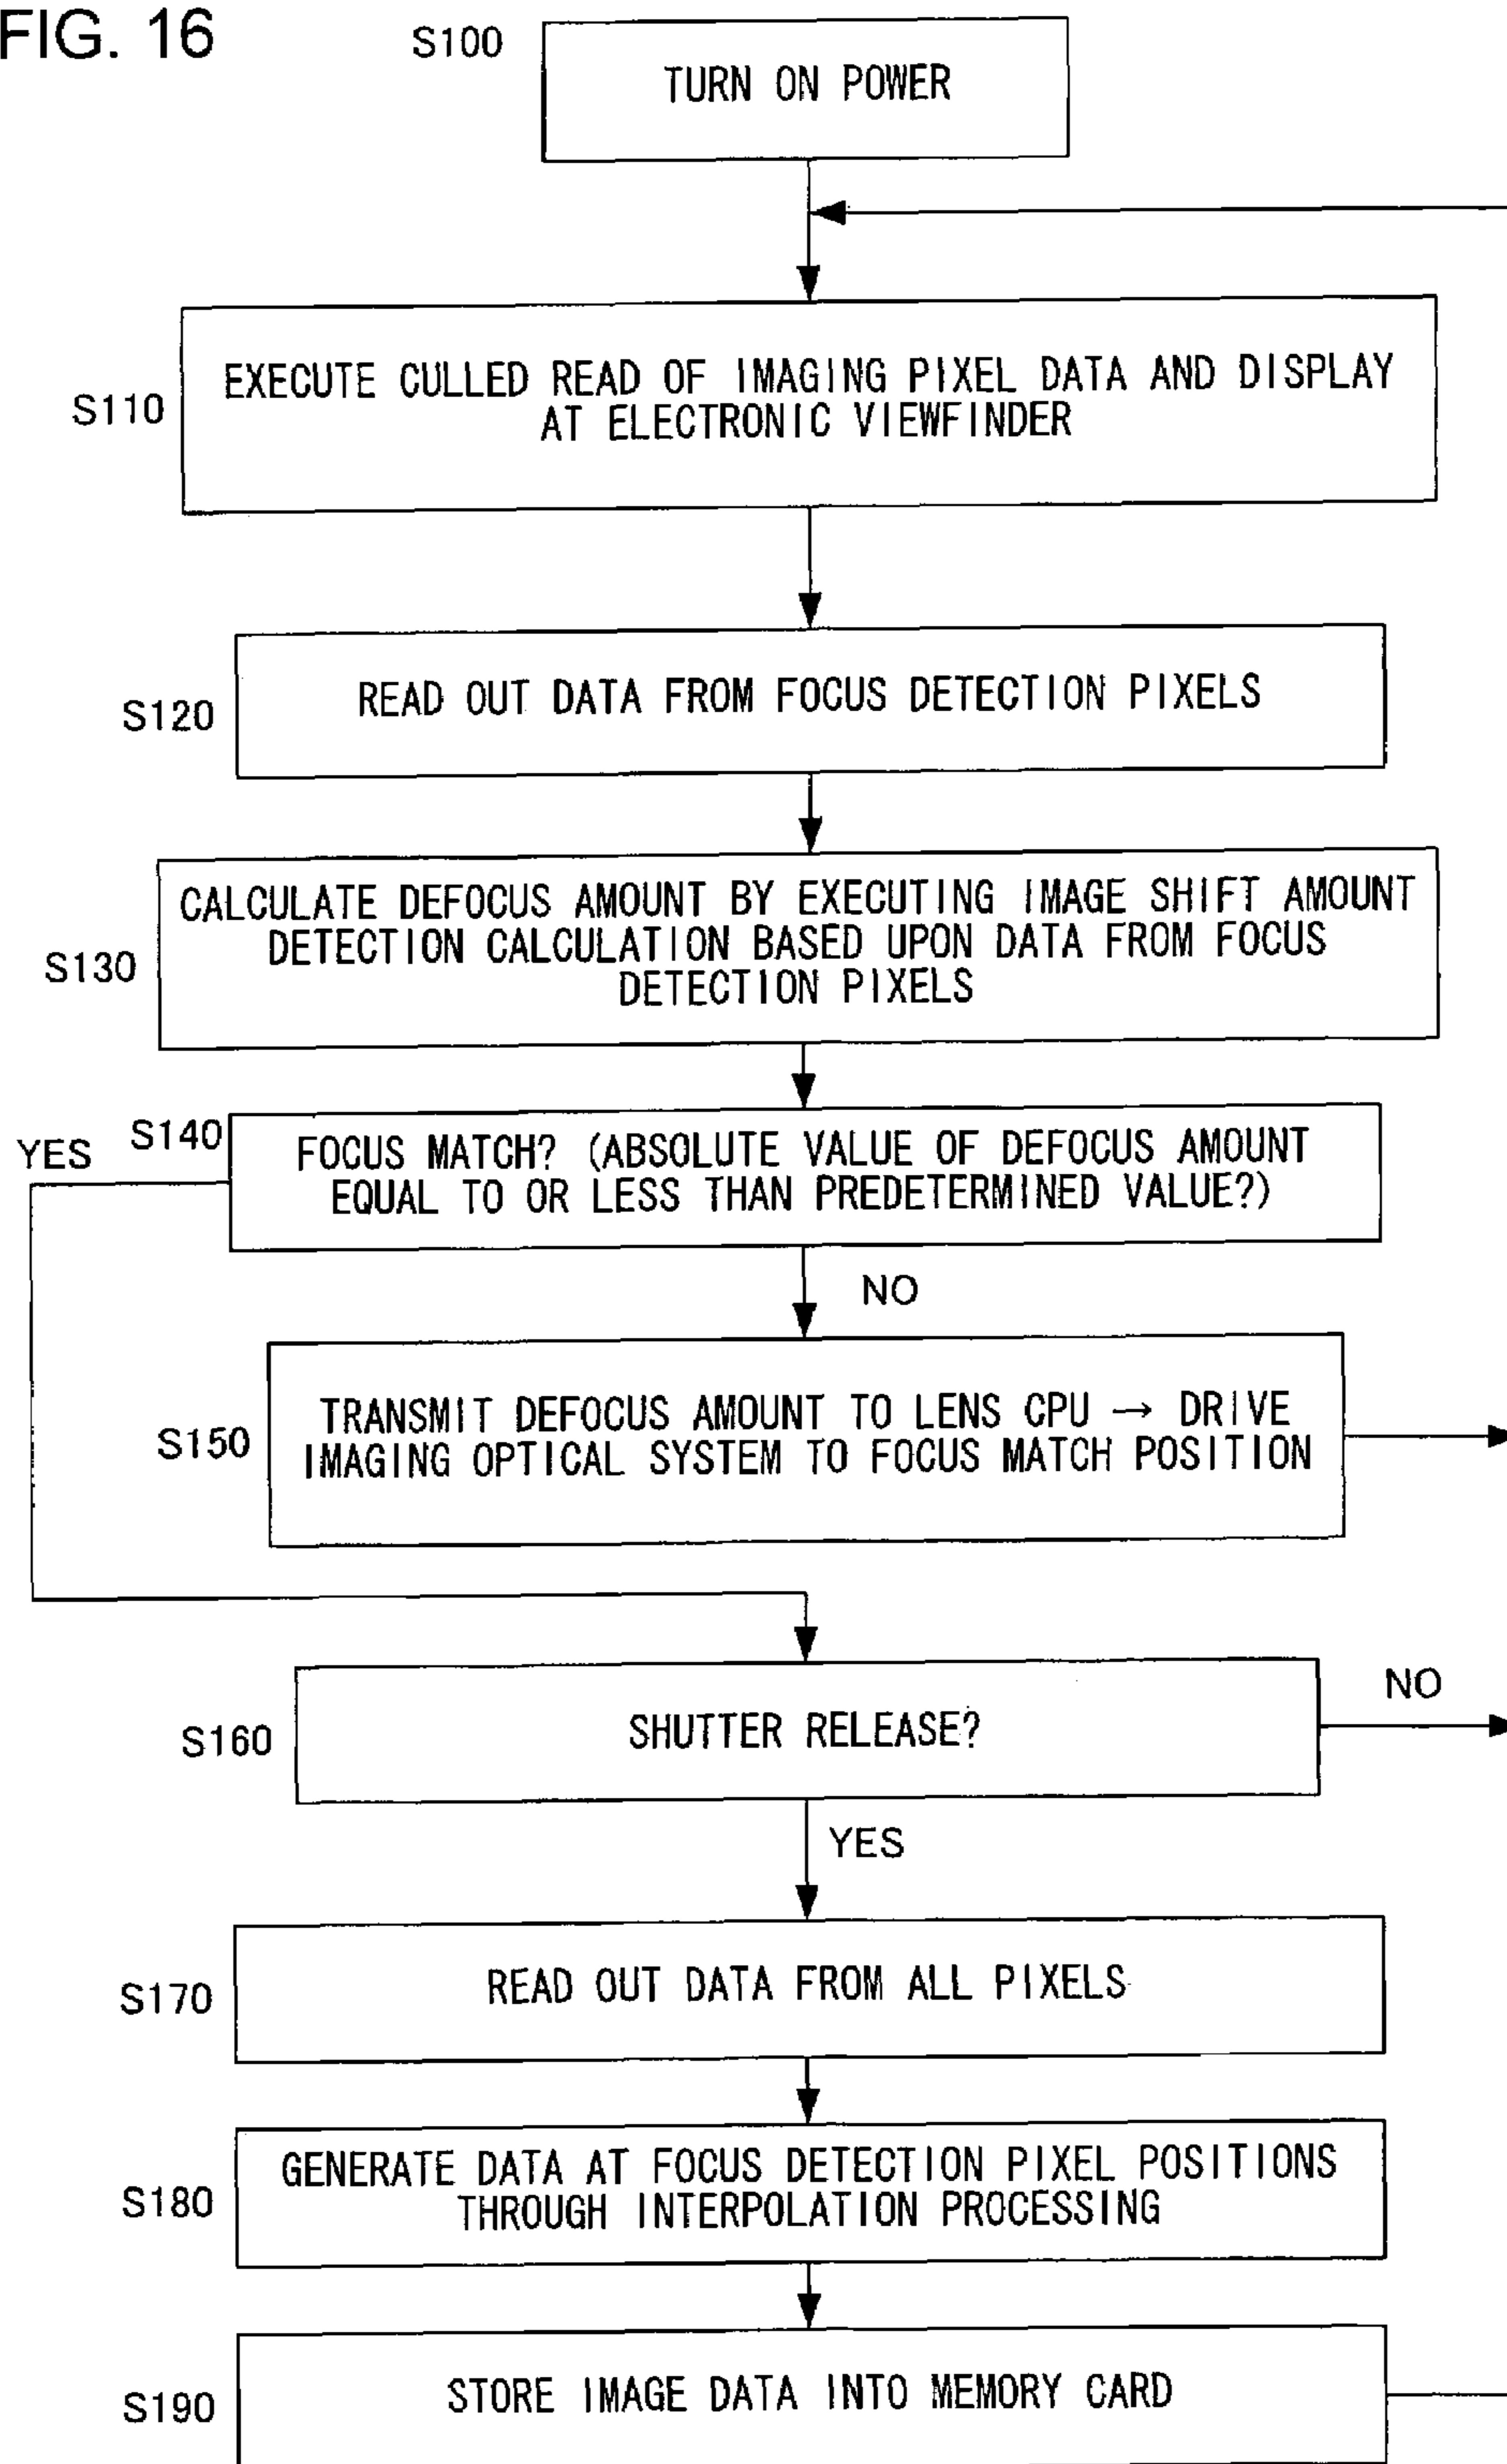 FIG. 16
S100
TURN ON POWER
S110
EXECUTE CULLED READ OF IMAGING PIXEL DATA AND DISPLAY
AT ELECTRONIC VIEWFINDER
S120
READ OUT DATA FROM FOCUS DETECTION PIXELS
S130
CALCULATE DEFOCUS AMOUNT BY EXECUTING IMAGE SHIFT AMOUNT
DETECTION CALCULATION BASED UPON DATA FROM FOCUS
DETECTION PIXELS
YES
S140
FOCUS MATCH? (ABSOLUTE VALUE OF DEFOCUS AMOUNT
EQUAL TO OR LESS THAN PREDETERMINED VALUE?)
NO
S150
TRANSMIT DEFOCUS AMOUNT TO LENS CPU → DRIVE
IMAGING OPTICAL SYSTEM TO FOCUS MATCH POSITION
S160
SHUTTER RELEASE?
NO
YES
S170
READ OUT DATA FROM ALL PIXELS
S180
GENERATE DATA AT FOCUS DETECTION PIXEL POSITIONS
THROUGH INTERPOLATION PROCESSING
S190
STORE IMAGE DATA INTO MEMORY CARD